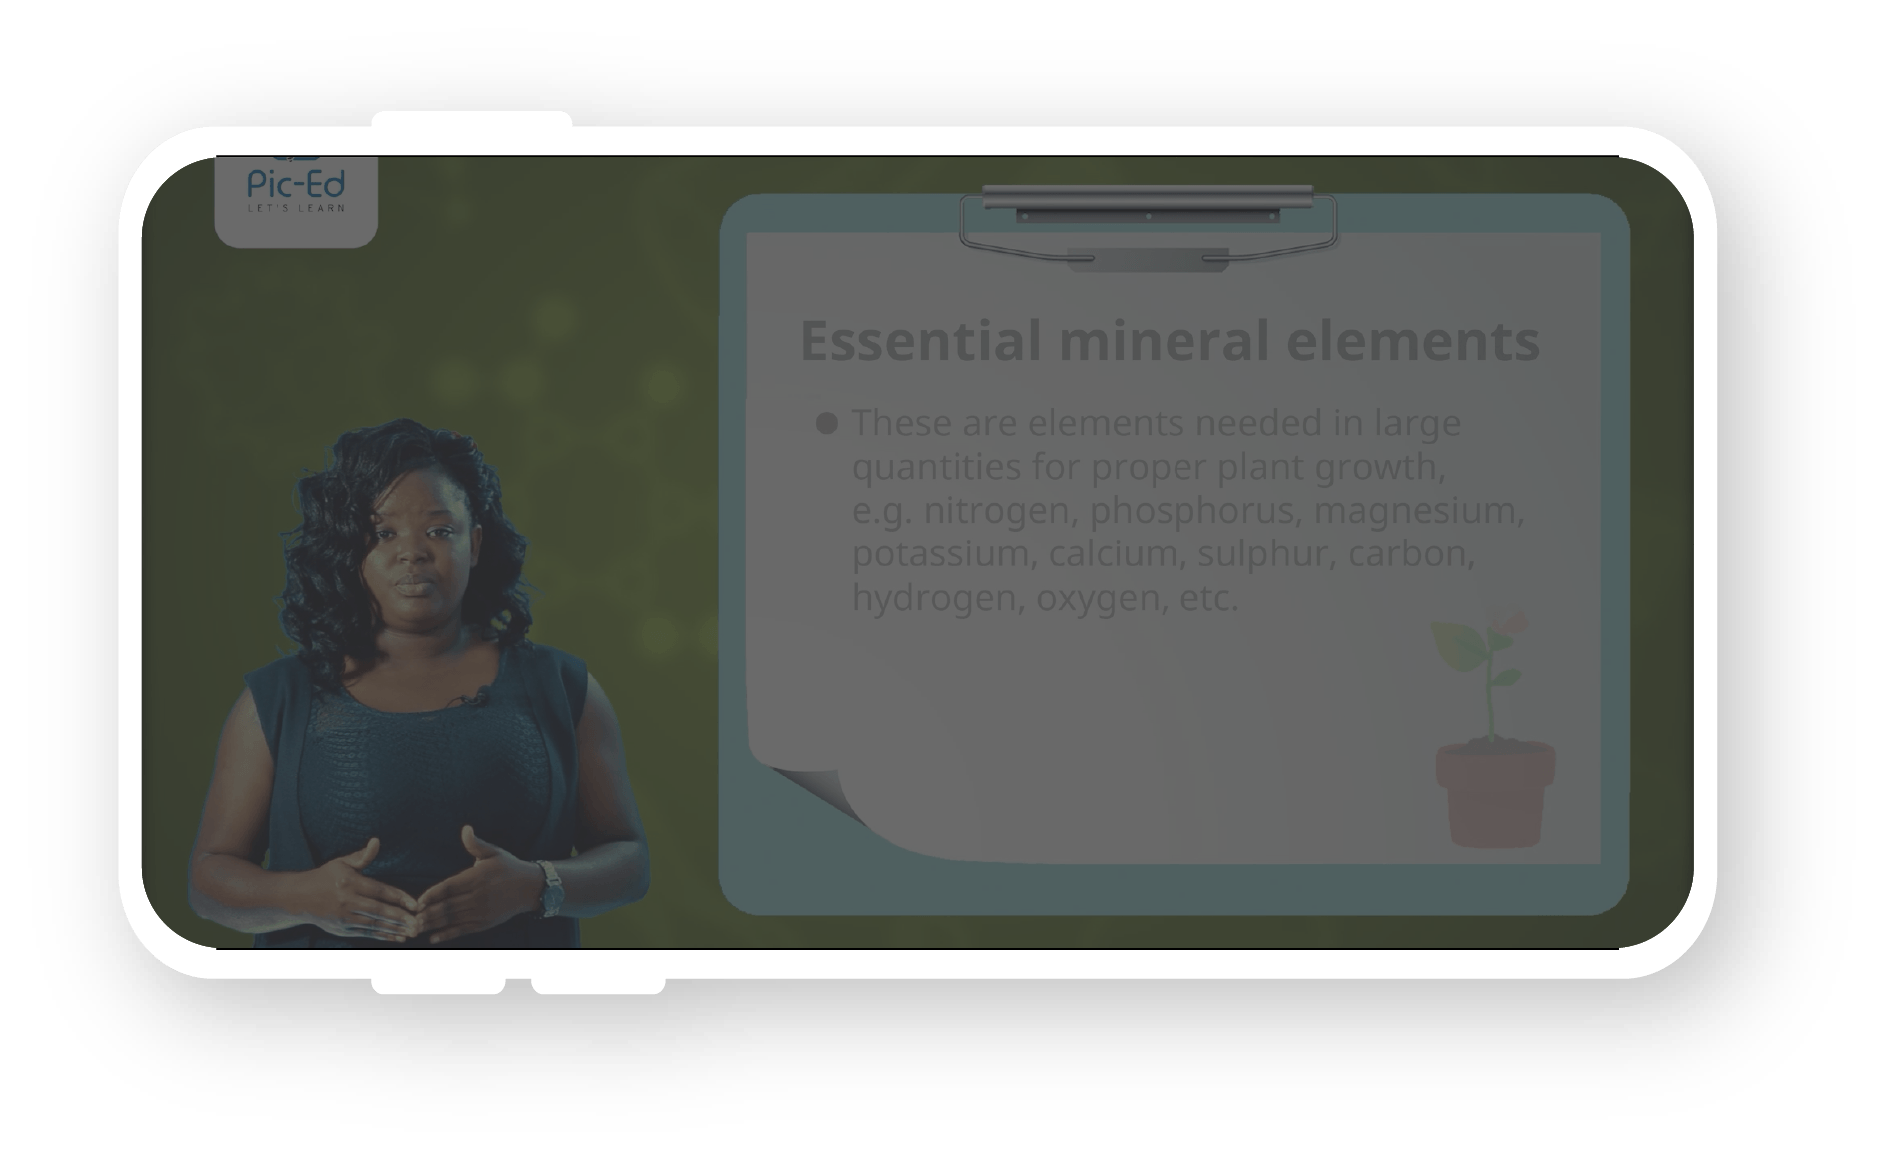 Pic-Ed
LET'S LEARN
Essential mineral elements
● These are elements needed in large
quantities for proper plant growth,
e.g. nitrogen, phosphorus, magnesium,
potassium, calcium, sulphur, carbon,
hydrogen, oxygen, etc.